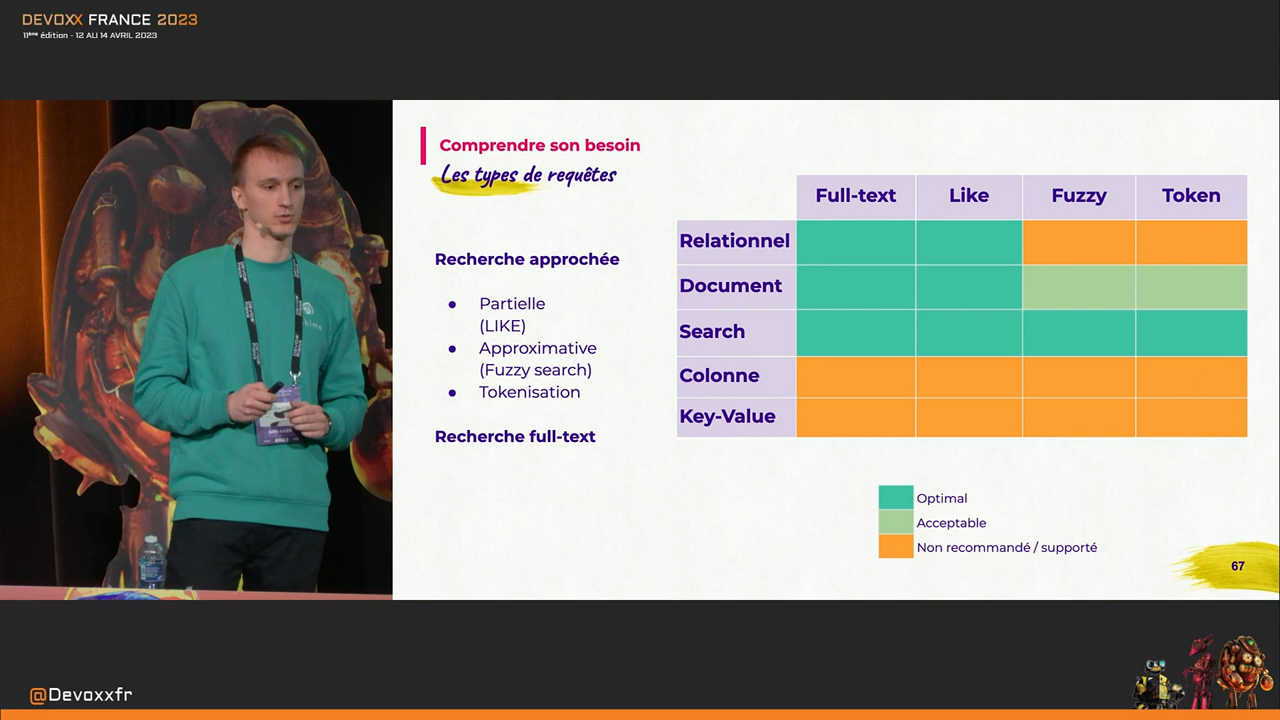 DEVOXX FRANCE 2023
11ème édition - 12 AU 14 AVRIL 2023
Comprendre son besoin
Les types de requêtes
Full-text Like Fuzzy Token
Relationnel
Document
Search
Colonne
Key-Value
Recherche approchée
● Partielle
(LIKE)
● Approximative
(Fuzzy search)
● Tokenisation
Recherche full-text
Optimal
Acceptable
Non recommandé / supporté
67
@Devoxxfr